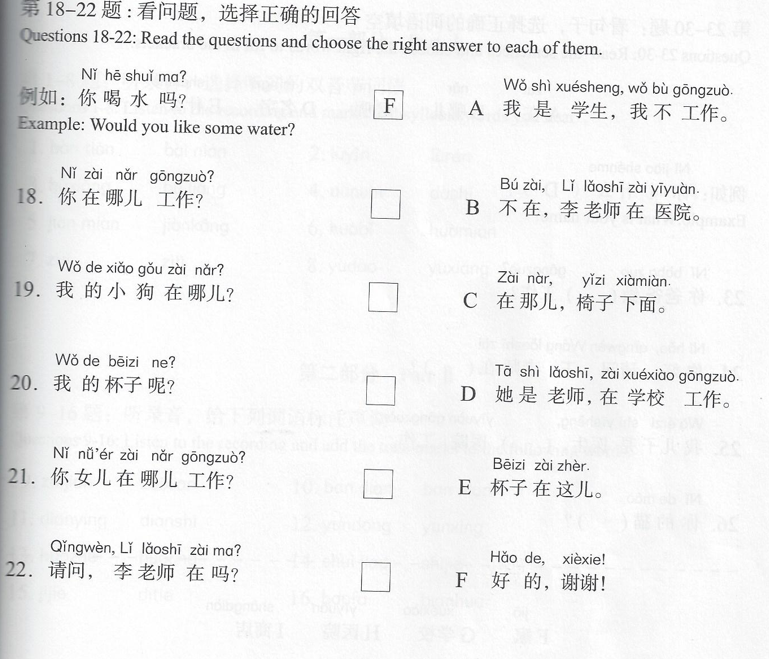 第 18-22 题：看问题，选择正确的回答
Questions 18-22: Read the questions and choose the right answer to each of them.
Nǐ hē shuǐ ma?
例如：你 喝 水 吗？ F
Example: Would you like some water?
Wǒ shì xuésheng, wǒ bù gōngzuò.
A 我 是 学生，我 不 工作。
Nǐ zài nǎr gōngzuò?
18. 你 在 哪儿 工作？
Bú zài, Lǐ lǎoshī zài yīyuàn.
B 不 在，李 老师 在 医院。
Wǒ de xiǎo gǒu zài nǎr?
19. 我 的 小 狗 在 哪儿？
Zài nàr, yǐzi xiàmiàn.
C 在 那儿，椅子 下面。
Wǒ de bēizi ne?
20. 我 的 杯子 呢？
Tā shì lǎoshī, zài xuéxiào gōngzuò.
D 她 是 老师，在 学校 工作。
Nǐ nǚ'ér zài nǎr gōngzuò?
21. 你 女儿 在 哪儿 工作？
Bēizi zài zhèr.
E 杯子 在 这儿。
Qǐngwèn, Lǐ lǎoshī zài ma?
22. 请问， 李 老师 在 吗？
Hǎo de, xièxie!
F 好 的，谢谢！